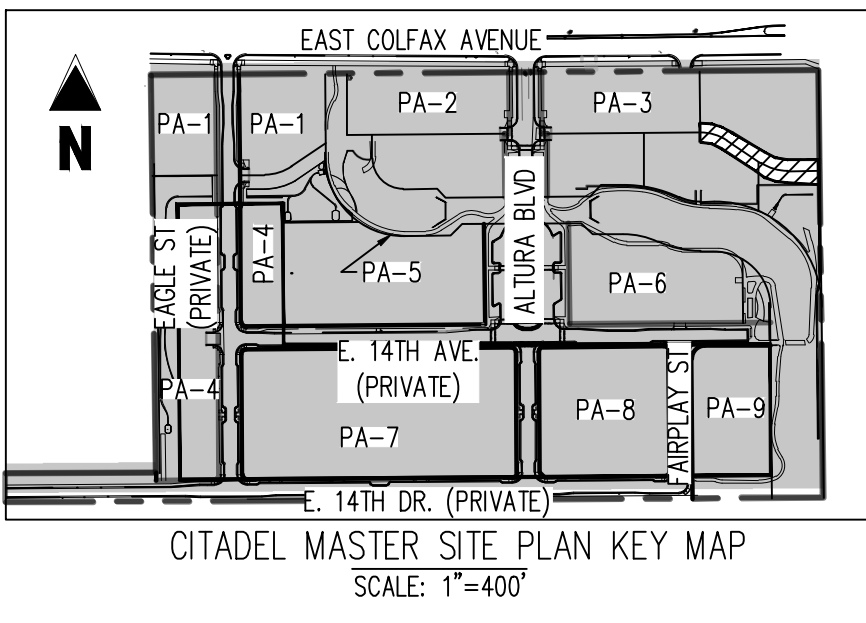 EAST COLFAX AVENUE
N
PA-1
PA-1
PA-2
PA-3
EAGLE ST
(PRIVATE)
PA-4
PA-5
ALTURA BLVD
PA-6
E. 14TH AVE.
(PRIVATE)
PA-4
PA-7
PA-8
FAIRPLAY ST
PA-9
E. 14TH DR. (PRIVATE)
CITADEL MASTER SITE PLAN KEY MAP
SCALE: 1"=400'